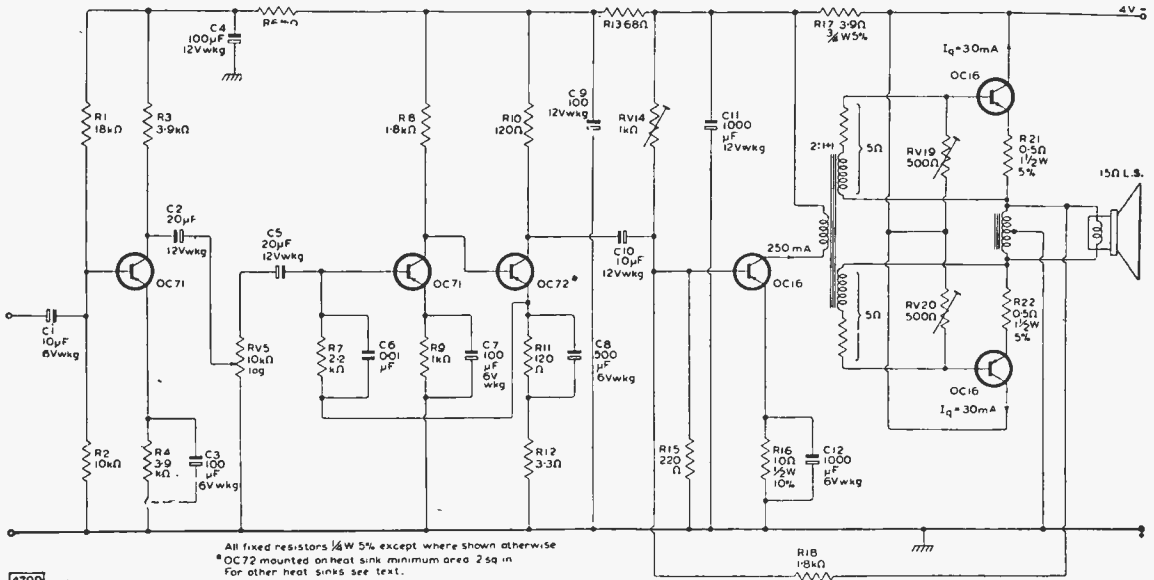 C4
100μF
12Vwkg
R13 68Ω
R17 3·9Ω
¾W5%
4V −
Iq=30mA
OC16
R1
18kΩ
R3
3·9kΩ
R8
1·8kΩ
R10
120Ω
C9
100
12Vwkg
RV14
1kΩ
C11
1000
μF
12Vwkg
2:(1+1)
5Ω
RV19
500Ω
R21
0·5Ω
1½W
5%
15Ω L.S.
C2
20μF
12Vwkg
C5
20μF
12Vwkg
C10
10μF
12Vwkg
250 mA
OC71
OC71
OC72*
OC16
C1
10μF
6Vwkg
RV5
10kΩ
log
R7
2·2
kΩ
C6
0·01
μF
R9
1kΩ
C7
100
μF
6V
wkg
R11
120
Ω
C8
500
μF
6Vwkg
5Ω
RV20
500Ω
R22
0·5Ω
1½W
5%
OC16
Iq=30mA
R2
10kΩ
R4
3·9
kΩ
C3
100
μF
6Vwkg
R12
3·3Ω
R15
220
Ω
R16
10Ω
½W
10%
C12
1000
μF
6Vwkg
All fixed resistors ¼W 5% except where shown otherwise
*OC72 mounted on heat sink minimum area 2sq in
For other heat sinks see text.
R18
1·8kΩ